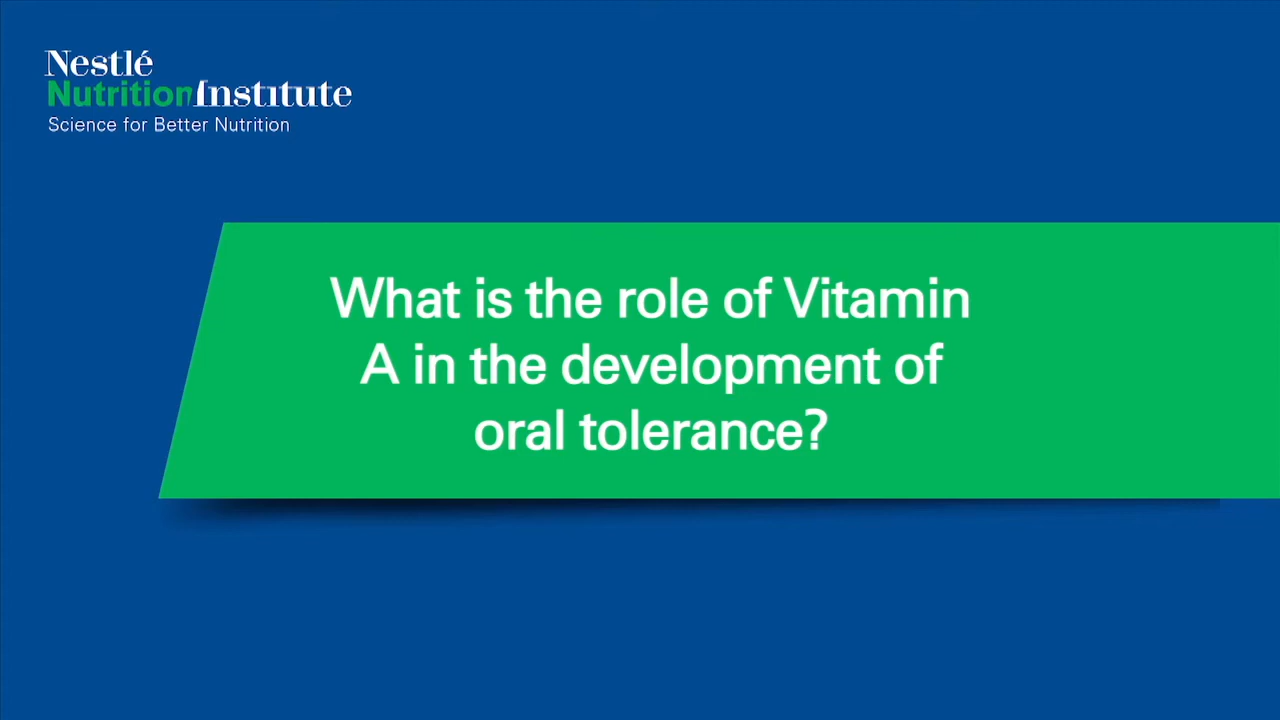 Nestlé
NutritionInstitute
Science for Better Nutrition
What is the role of Vitamin
A in the development of
oral tolerance?